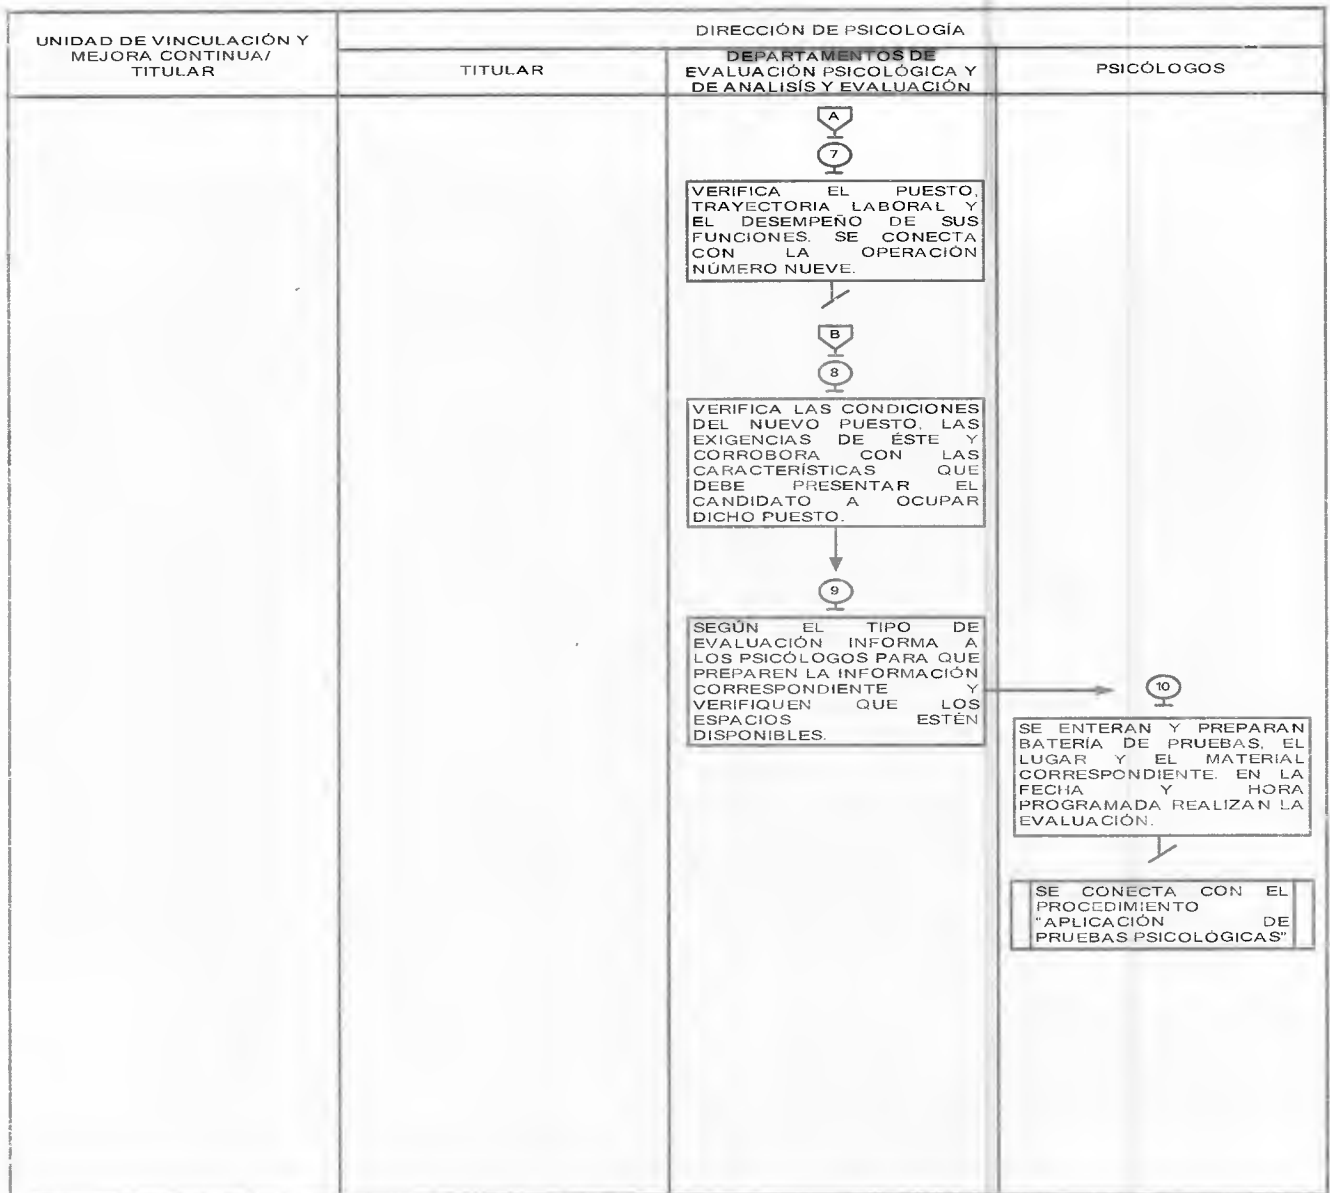 UNIDAD DE VINCULACIÓN Y
MEJORA CONTINUA/
TITULAR
DIRECCIÓN DE PSICOLOGÍA
TITULAR
DEPARTAMENTOS DE
EVALUACIÓN PSICOLÓGICA Y
DE ANALISÍS Y EVALUACIÓN
PSICÓLOGOS
A
7
VERIFICA EL PUESTO,
TRAYECTORIA LABORAL Y
EL DESEMPEÑO DE SUS
FUNCIONES. SE CONECTA
CON LA OPERACIÓN
NÚMERO NUEVE.
B
8
VERIFICA LAS CONDICIONES
DEL NUEVO PUESTO, LAS
EXIGENCIAS DE ÉSTE Y
CORROBORA CON LAS
CARACTERÍSTICAS QUE
DEBE PRESENTAR EL
CANDIDATO A OCUPAR
DICHO PUESTO.
9
SEGÚN EL TIPO DE
EVALUACIÓN INFORMA A
LOS PSICÓLOGOS PARA QUE
PREPAREN LA INFORMACIÓN
CORRESPONDIENTE Y
VERIFIQUEN QUE LOS
ESPACIOS ESTÉN
DISPONIBLES.
10
SE ENTERAN Y PREPARAN
BATERÍA DE PRUEBAS, EL
LUGAR Y EL MATERIAL
CORRESPONDIENTE. EN LA
FECHA Y HORA
PROGRAMADA REALIZAN LA
EVALUACIÓN.
SE CONECTA CON EL
PROCEDIMIENTO
"APLICACIÓN DE
PRUEBAS PSICOLÓGICAS"